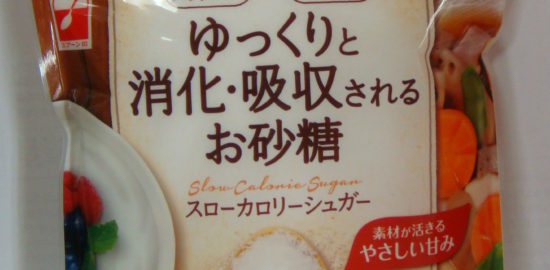 ゆっくりと
消化・吸収される
お砂糖
Slow Calorie Sugar
スローカロリーシュガー
素材が活きる
やさしい甘み